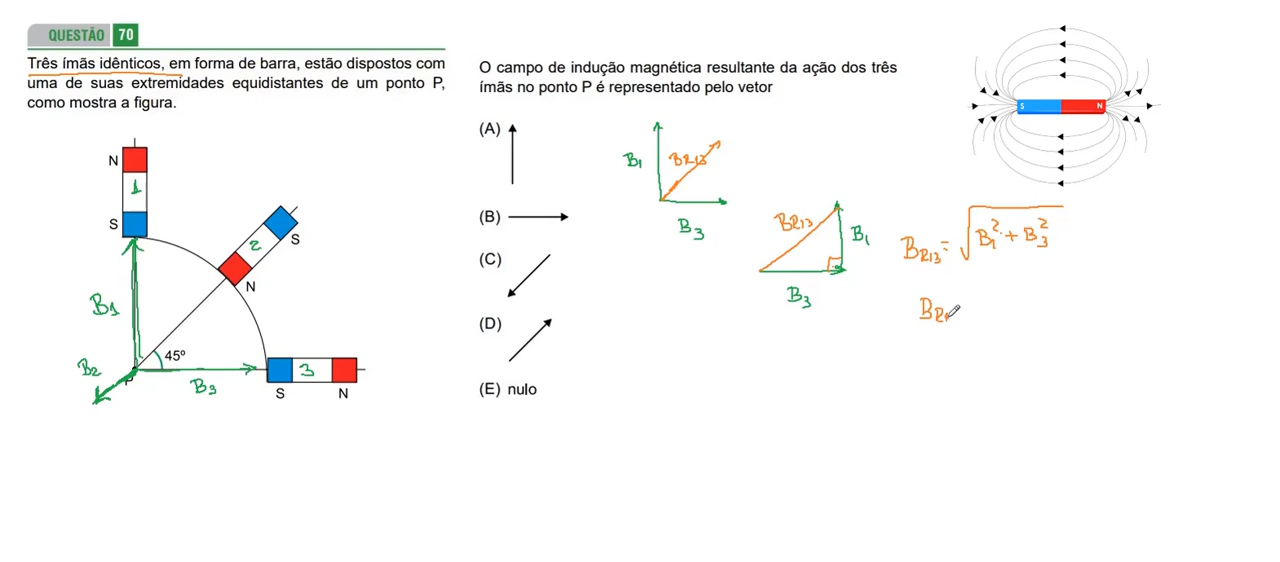 QUESTÃO 70
Três ímãs idênticos, em forma de barra, estão dispostos com
uma de suas extremidades equidistantes de um ponto P,
como mostra a figura.
N
1
S
2
S
N
B1
45º
B2
P
B3
3
S
N
O campo de indução magnética resultante da ação dos três
ímãs no ponto P é representado pelo vetor
(A)
(B)
(C)
(D)
(E) nulo
B1
BR13
B3
BR13
B1
B3
S N
BR13 = √B1² + B3²